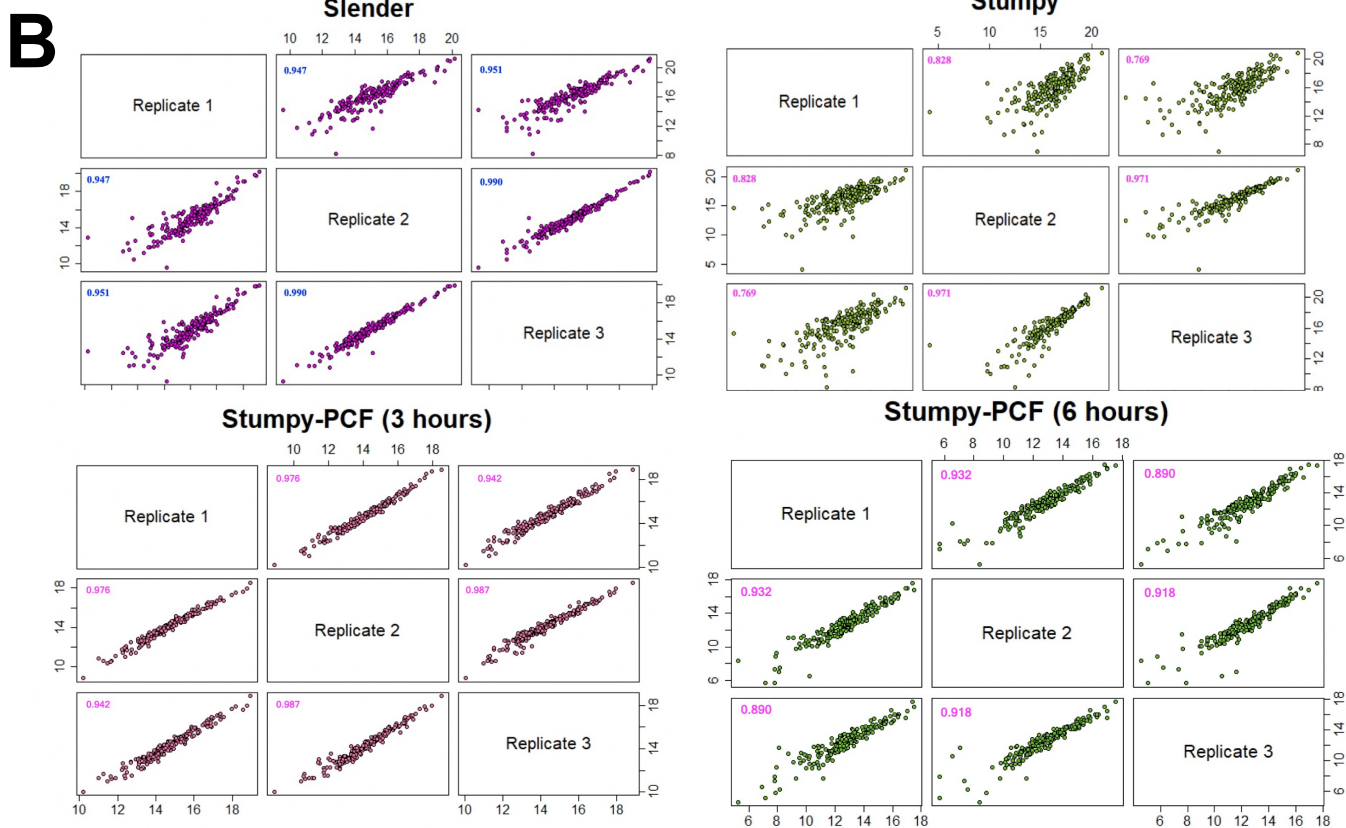 B
Slender
10 12 14 16 18 20
Replicate 1
0.947
0.951
20
16
12
8
0.947
Replicate 2
0.990
18
14
10
0.951
0.990
Replicate 3
18
14
10
Stumpy
5 10 15 20
Replicate 1
0.828
0.769
20
16
12
8
20
15
10
5
0.828
Replicate 2
0.971
0.769
0.971
Replicate 3
20
16
12
8
Stumpy-PCF (3 hours)
10 12 14 16 18
Replicate 1
0.976
0.942
18
14
10
18
14
10
0.976
Replicate 2
0.987
0.942
0.987
Replicate 3
18
14
10
10 12 14 16 18
10 12 14 16 18
Stumpy-PCF (6 hours)
6 8 10 12 14 16 18
Replicate 1
0.932
0.890
18
14
10
6
18
14
10
6
0.932
Replicate 2
0.918
0.890
0.918
Replicate 3
18
14
10
6
6 8 10 12 14 16 18
6 8 10 12 14 16 18